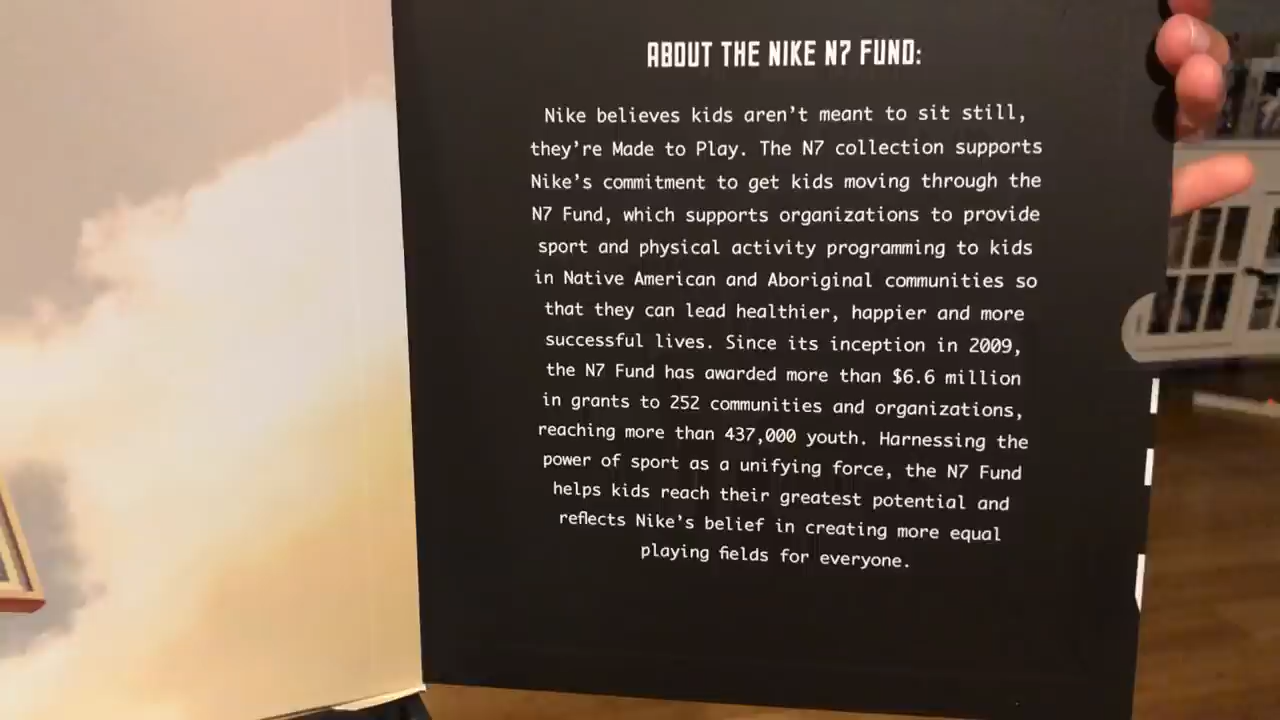 ABOUT THE NIKE N7 FUND:
Nike believes kids aren't meant to sit still,
they're Made to Play. The N7 collection supports
Nike's commitment to get kids moving through the
N7 Fund, which supports organizations to provide
sport and physical activity programming to kids
in Native American and Aboriginal communities so
that they can lead healthier, happier and more
successful lives. Since its inception in 2009,
the N7 Fund has awarded more than $6.6 million
in grants to 252 communities and organizations,
reaching more than 437,000 youth. Harnessing the
power of sport as a unifying force, the N7 Fund
helps kids reach their greatest potential and
reflects Nike's belief in creating more equal
playing fields for everyone.